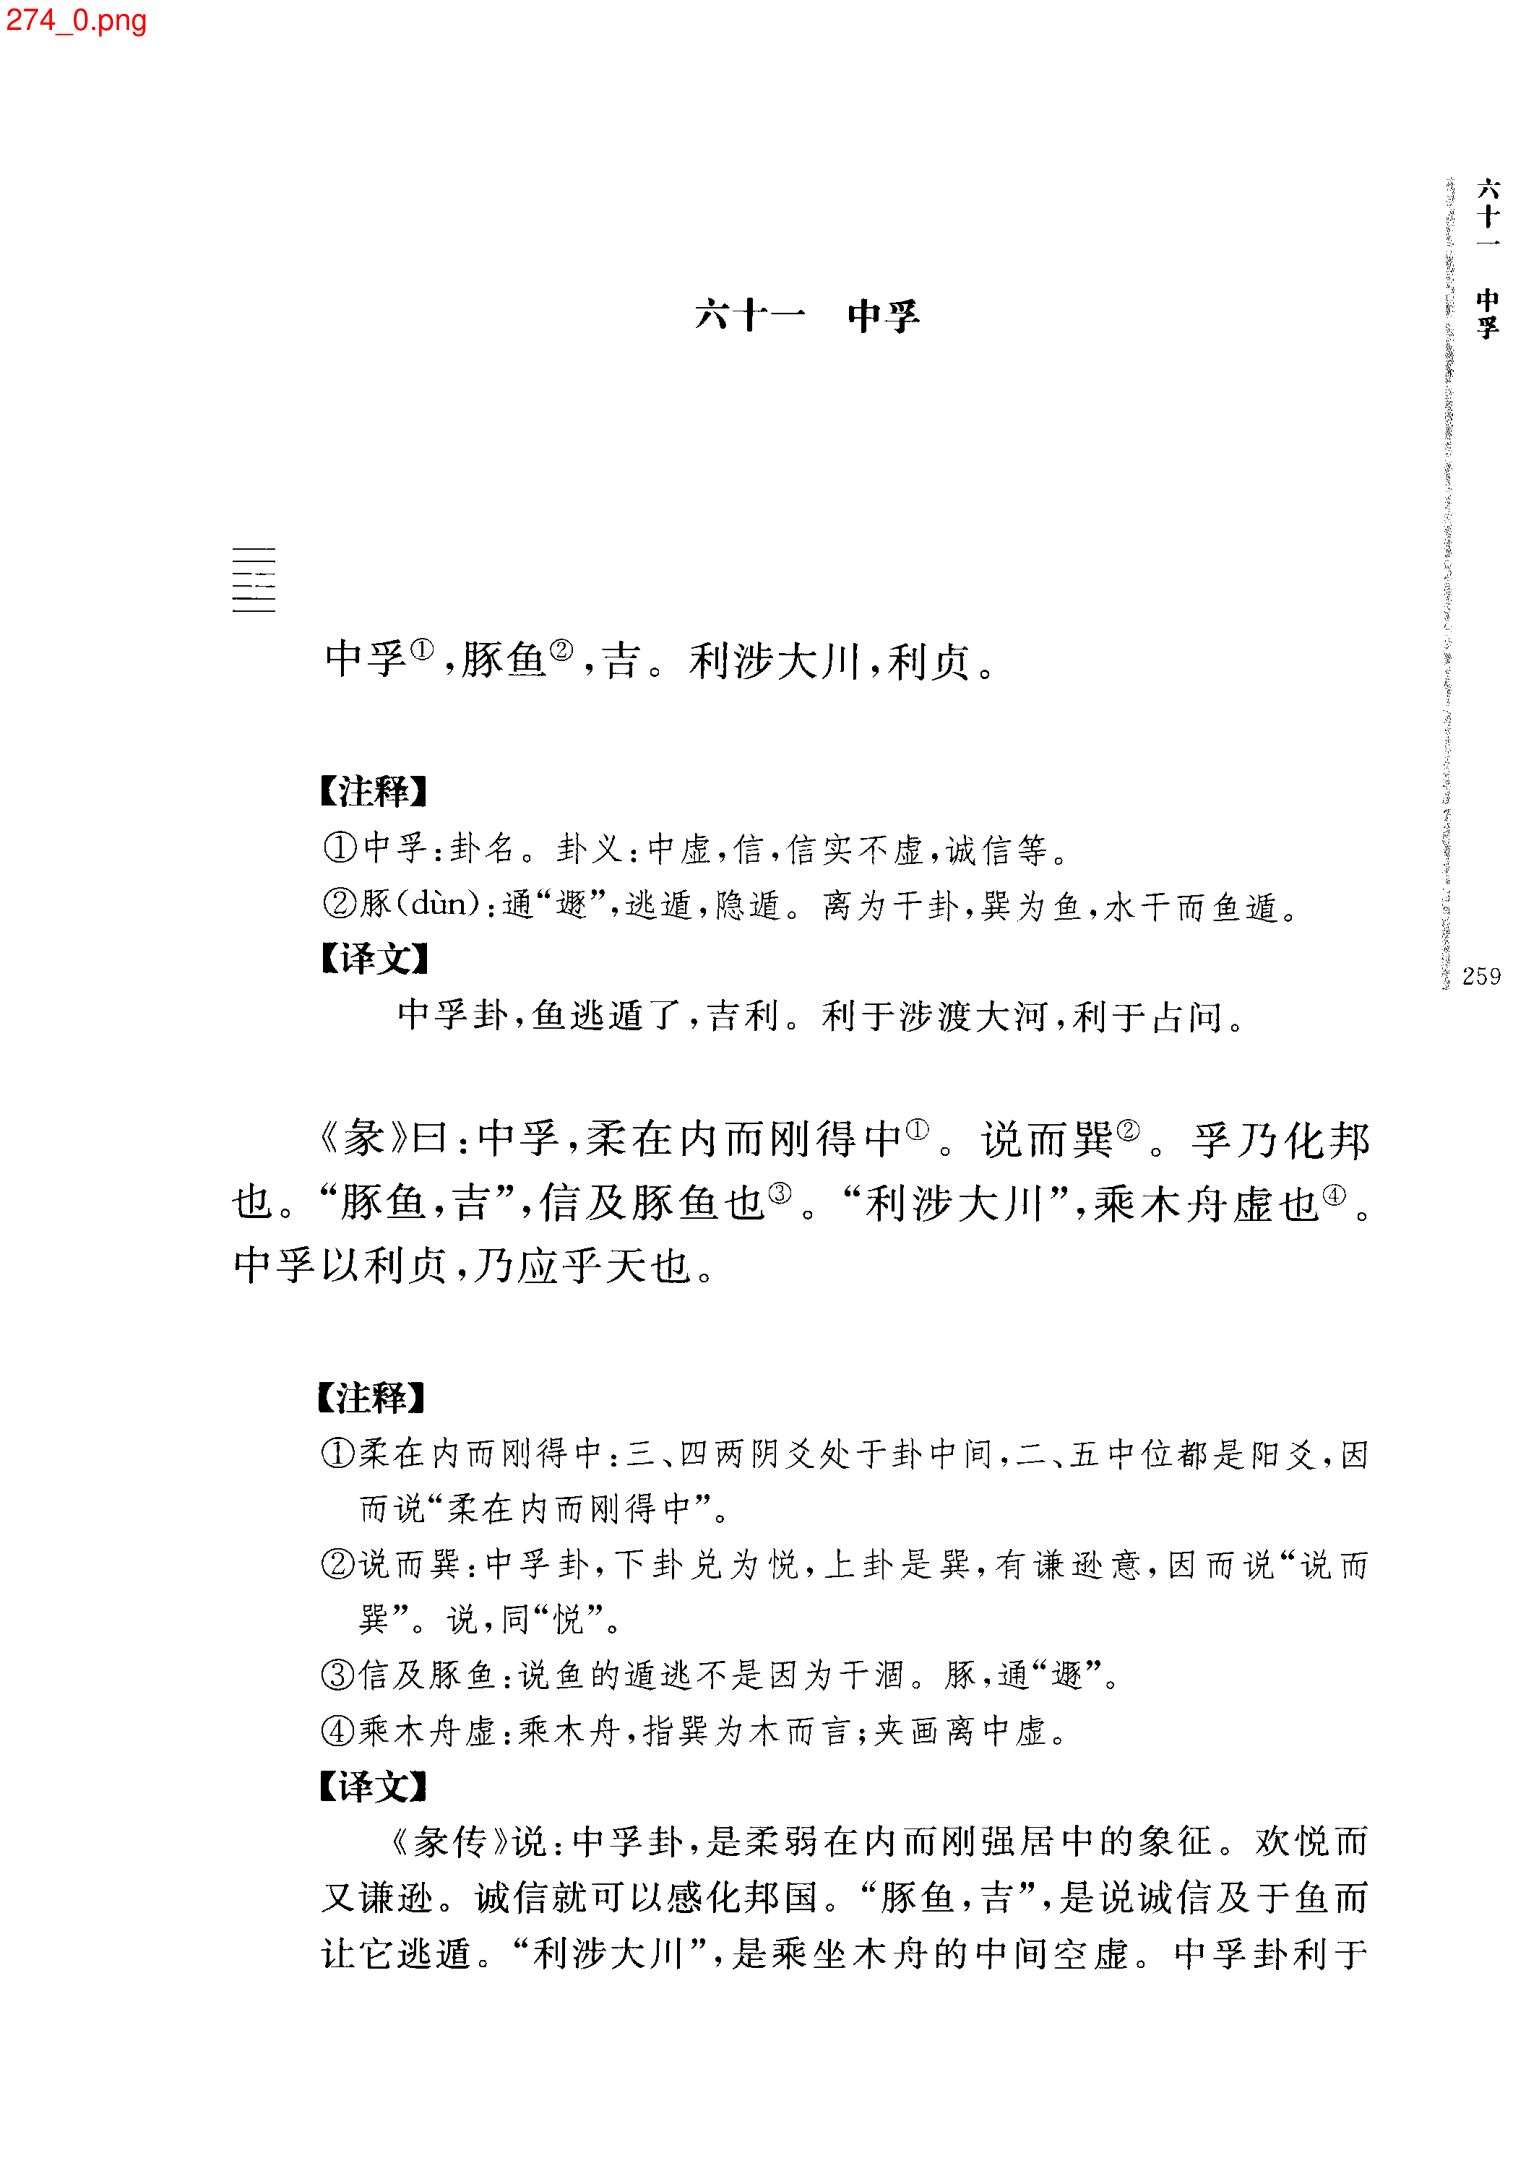 274_0.png
六十一 中孚
六十一 中孚
中孚①,豚鱼②,吉。利涉大川,利贞。
【注释】
①中孚:卦名。卦义:中虚,信,信实不虚,诚信等。
②豚(dùn):通“遯”,逃遁,隐遁。离为干卦,巽为鱼,水干而鱼遁。
【译文】
中孚卦,鱼逃遁了,吉利。利于涉渡大河,利于占问。
259
《彖》曰:中孚,柔在内而刚得中①。说而巽②。孚乃化邦
也。“豚鱼,吉”,信及豚鱼也③。“利涉大川”,乘木舟虚也④。
中孚以利贞,乃应乎天也。
【注释】
①柔在内而刚得中:三、四两阴爻处于卦中间,二、五中位都是阳爻,因
而说“柔在内而刚得中”。
②说而巽:中孚卦,下卦兑为悦,上卦是巽,有谦逊意,因而说“说而
巽”。说,同“悦”。
③信及豚鱼:说鱼的遁逃不是因为干涸。豚,通“遯”。
④乘木舟虚:乘木舟,指巽为木而言;夹画离中虚。
【译文】
《彖传》说:中孚卦,是柔弱在内而刚强居中的象征。欢悦而
又谦逊。诚信就可以感化邦国。“豚鱼,吉”,是说诚信及于鱼而
让它逃遁。“利涉大川”,是乘坐木舟的中间空虚。中孚卦利于